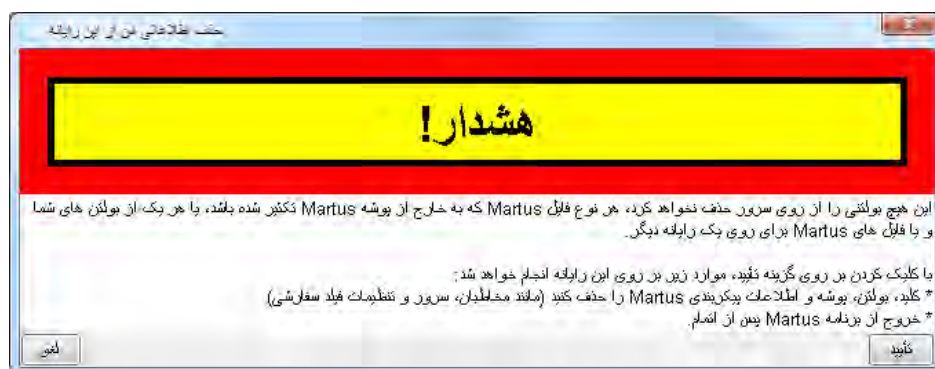 حذف اطلاعاتی من از این رایانه
هشدار!
این هیچ بولتنی را از روی سرور حذف نخواهد کرد، هر نوع فایل Martus که به خارج از پوشه Martus تکثیر شده باشد، یا هر یک از بولتن های شما
و یا فایل های Martus برای روی یک رایانه دیگر.
با کلیک کردن بر روی گزینه تأیید، موارد زیر بر روی این رایانه انجام خواهد شد:
* کلید، بولتن، پوشه و اطلاعات پیکربندی Martus را حذف کنید (مانند مخاطبان، سرور و تنظیمات فیلد سفارشی)
* خروج از برنامه Martus پس از اتمام.
تأیید
لغو